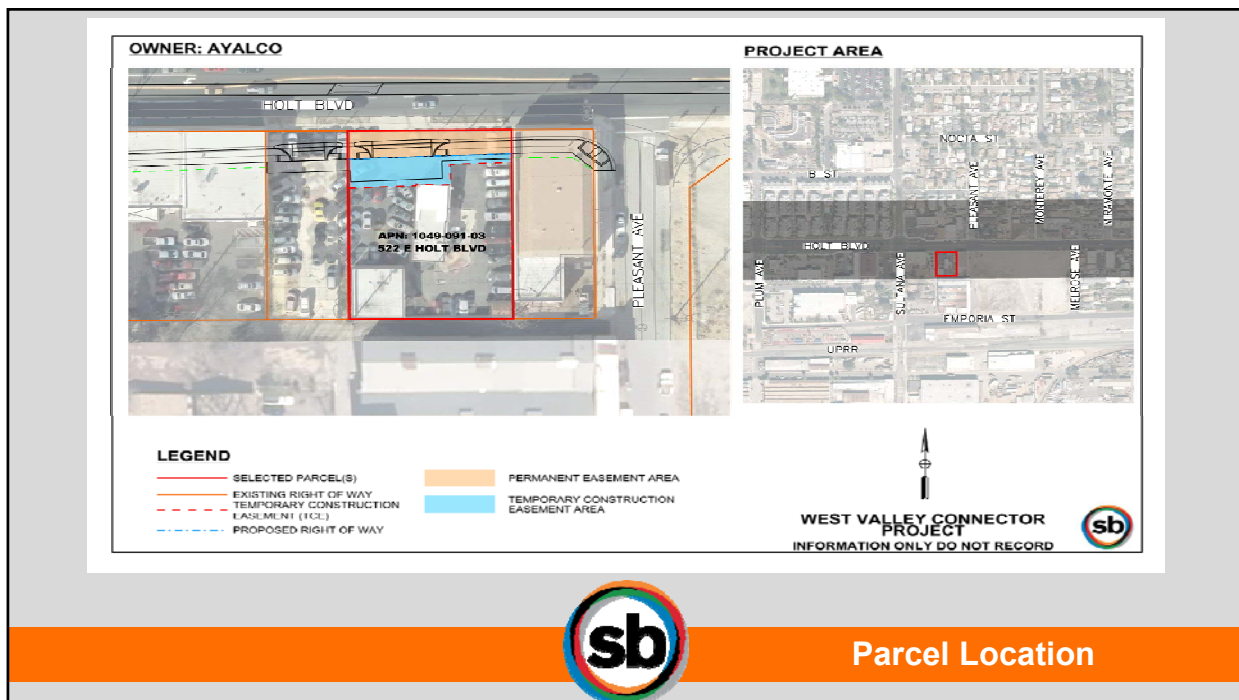 OWNER: AYALCO
HOLT BLVD
APN: 1049-091-03
522 E HOLT BLVD
PLEASANT AVE
PROJECT AREA
NOCTA ST
B ST
PLEASANT AVE
MONTEREY AVE
MIRAMONTE AVE
HOLT BLVD
PLUM AVE
SULTANA AVE
MELROSE AVE
EMPORIA ST
UPRR
LEGEND
SELECTED PARCEL(S)
EXISTING RIGHT OF WAY
TEMPORARY CONSTRUCTION
EASEMENT (TCE)
PROPOSED RIGHT OF WAY
PERMANENT EASEMENT AREA
TEMPORARY CONSTRUCTION
EASEMENT AREA
WEST VALLEY CONNECTOR
PROJECT
INFORMATION ONLY DO NOT RECORD
sb
sb
Parcel Location